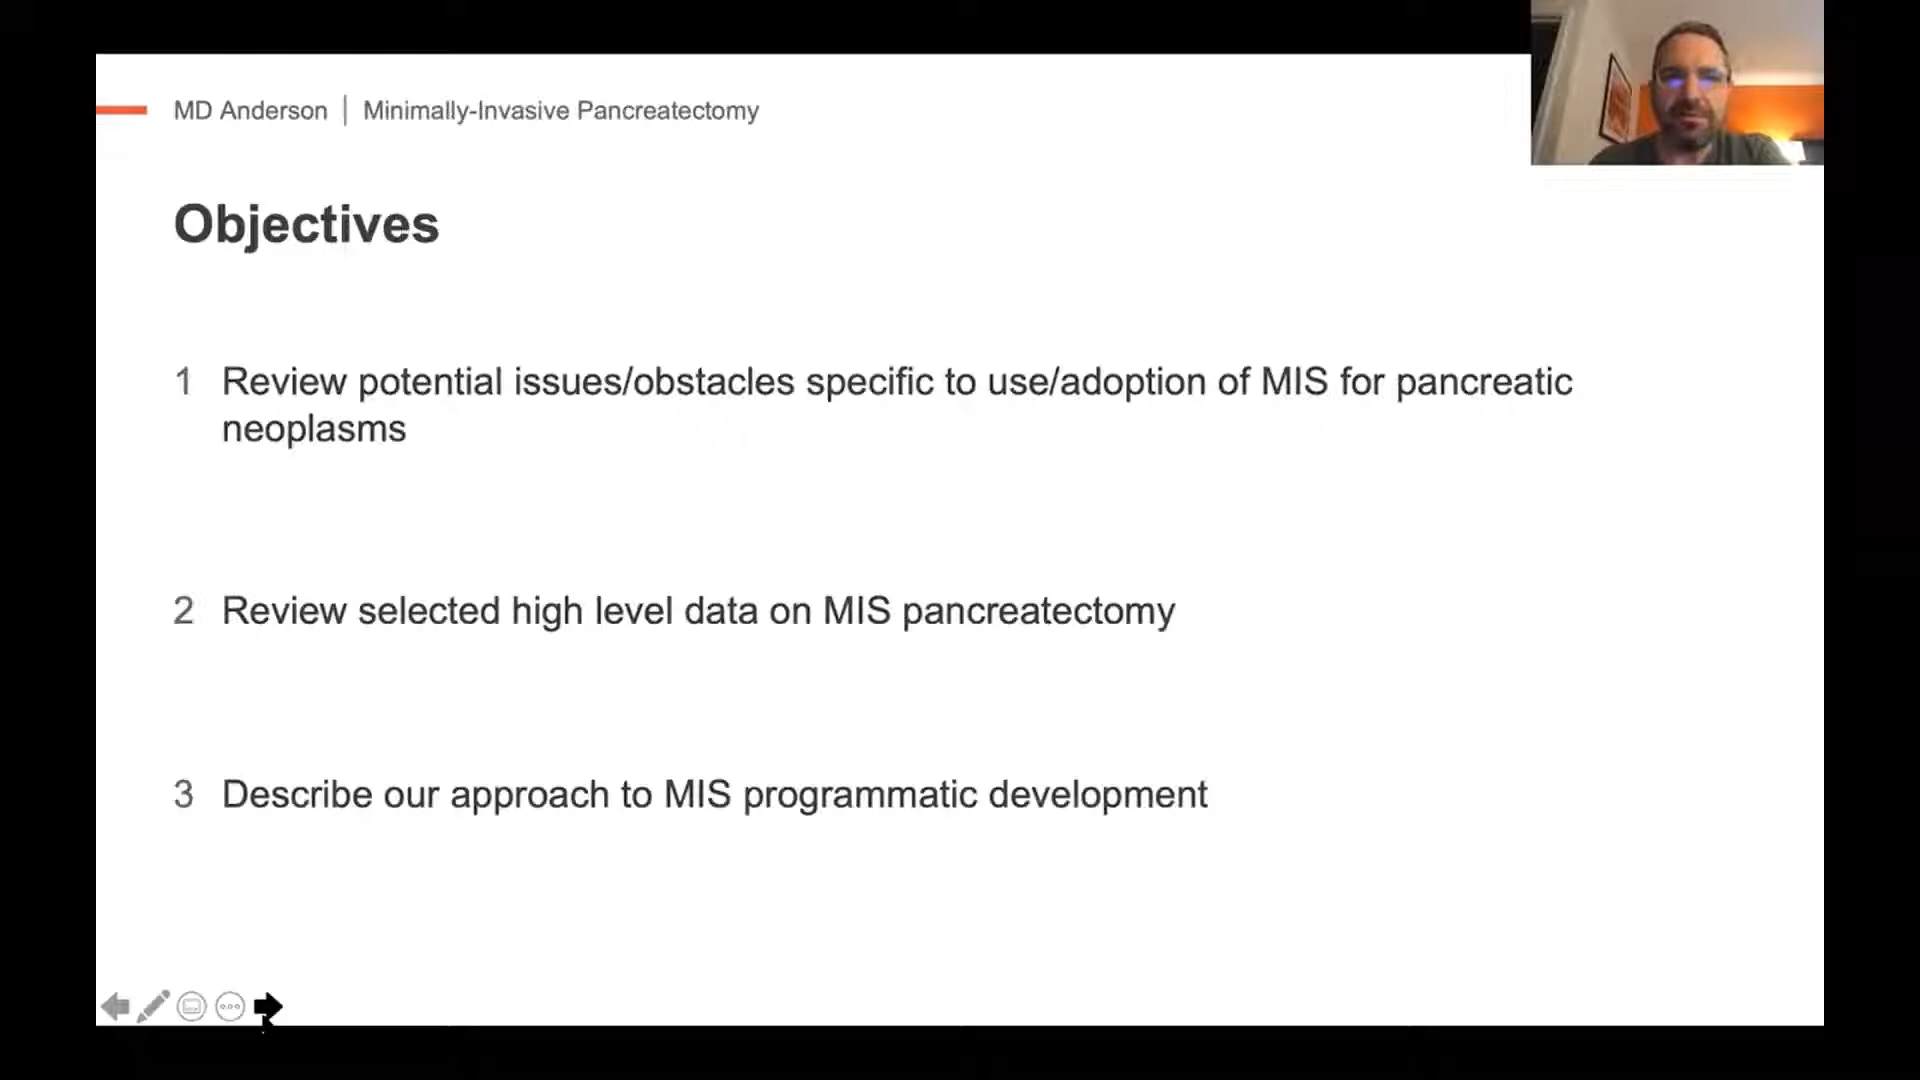 MD Anderson | Minimally-Invasive Pancreatectomy
Objectives
1 Review potential issues/obstacles specific to use/adoption of MIS for pancreatic
neoplasms
2 Review selected high level data on MIS pancreatectomy
3 Describe our approach to MIS programmatic development